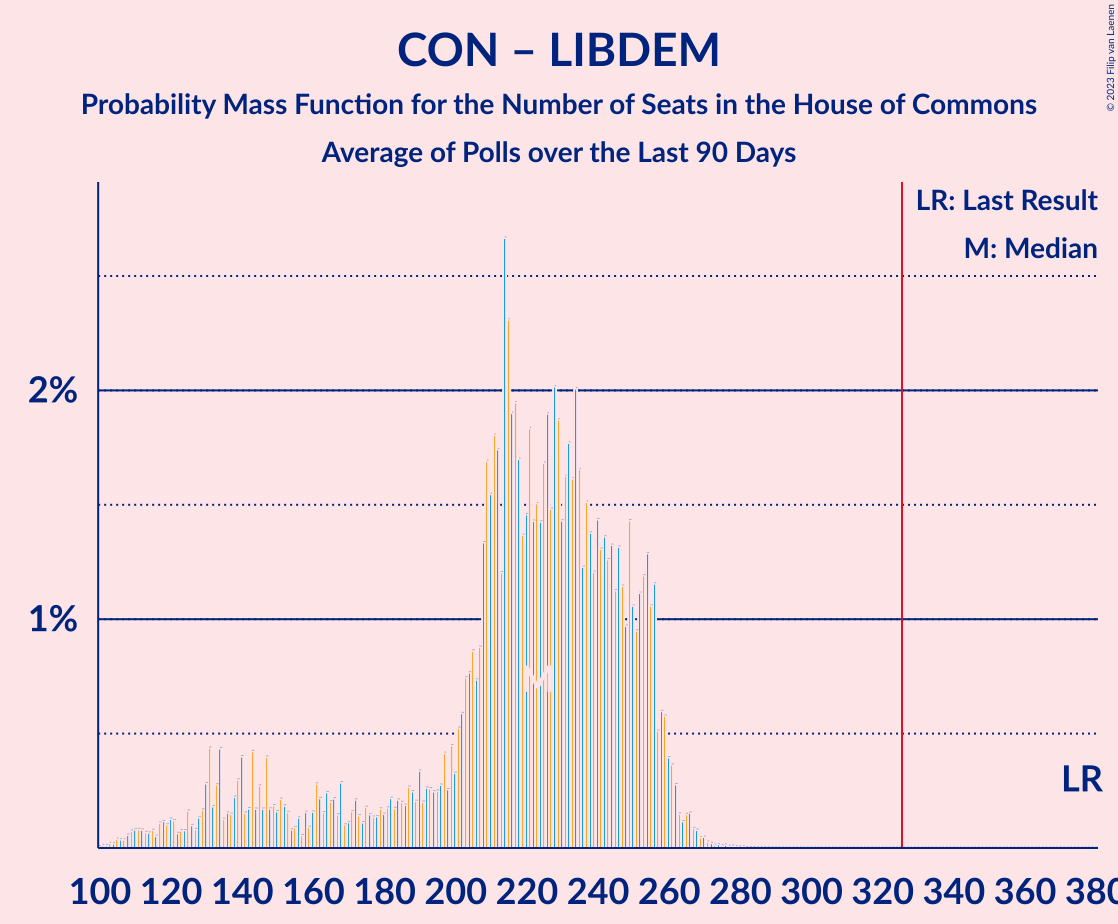 CON – LIBDEM
Probability Mass Function for the Number of Seats in the House of Commons
Average of Polls over the Last 90 Days
© 2023 Filip van Laenen
LR: Last Result
M: Median
2%
1%
M
LR
100 120 140 160 180 200 220 240 260 280 300 320 340 360 380